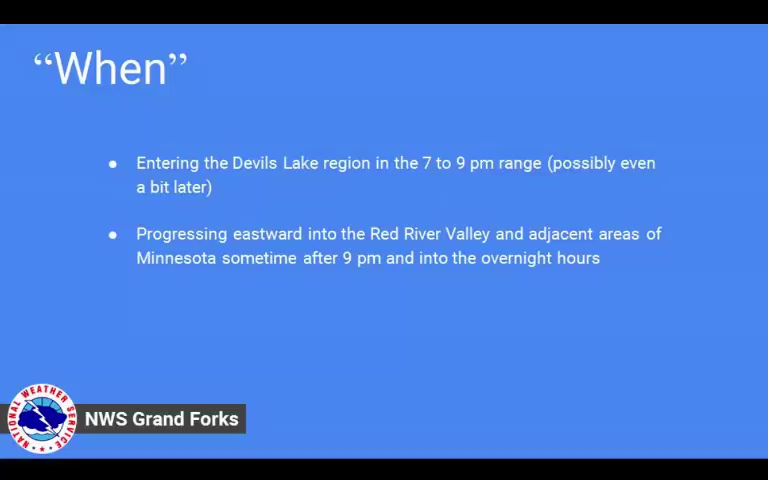 “When”
● Entering the Devils Lake region in the 7 to 9 pm range (possibly even
a bit later)
● Progressing eastward into the Red River Valley and adjacent areas of
Minnesota sometime after 9 pm and into the overnight hours
NATIONAL WEATHER SERVICE
NWS Grand Forks